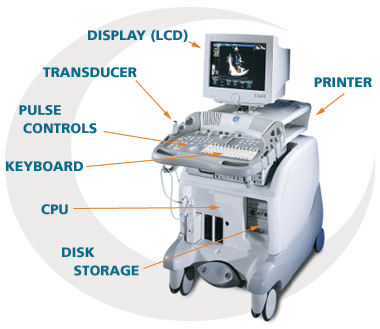 DISPLAY (LCD)
TRANSDUCER
PRINTER
PULSE
CONTROLS
KEYBOARD
CPU
DISK
STORAGE